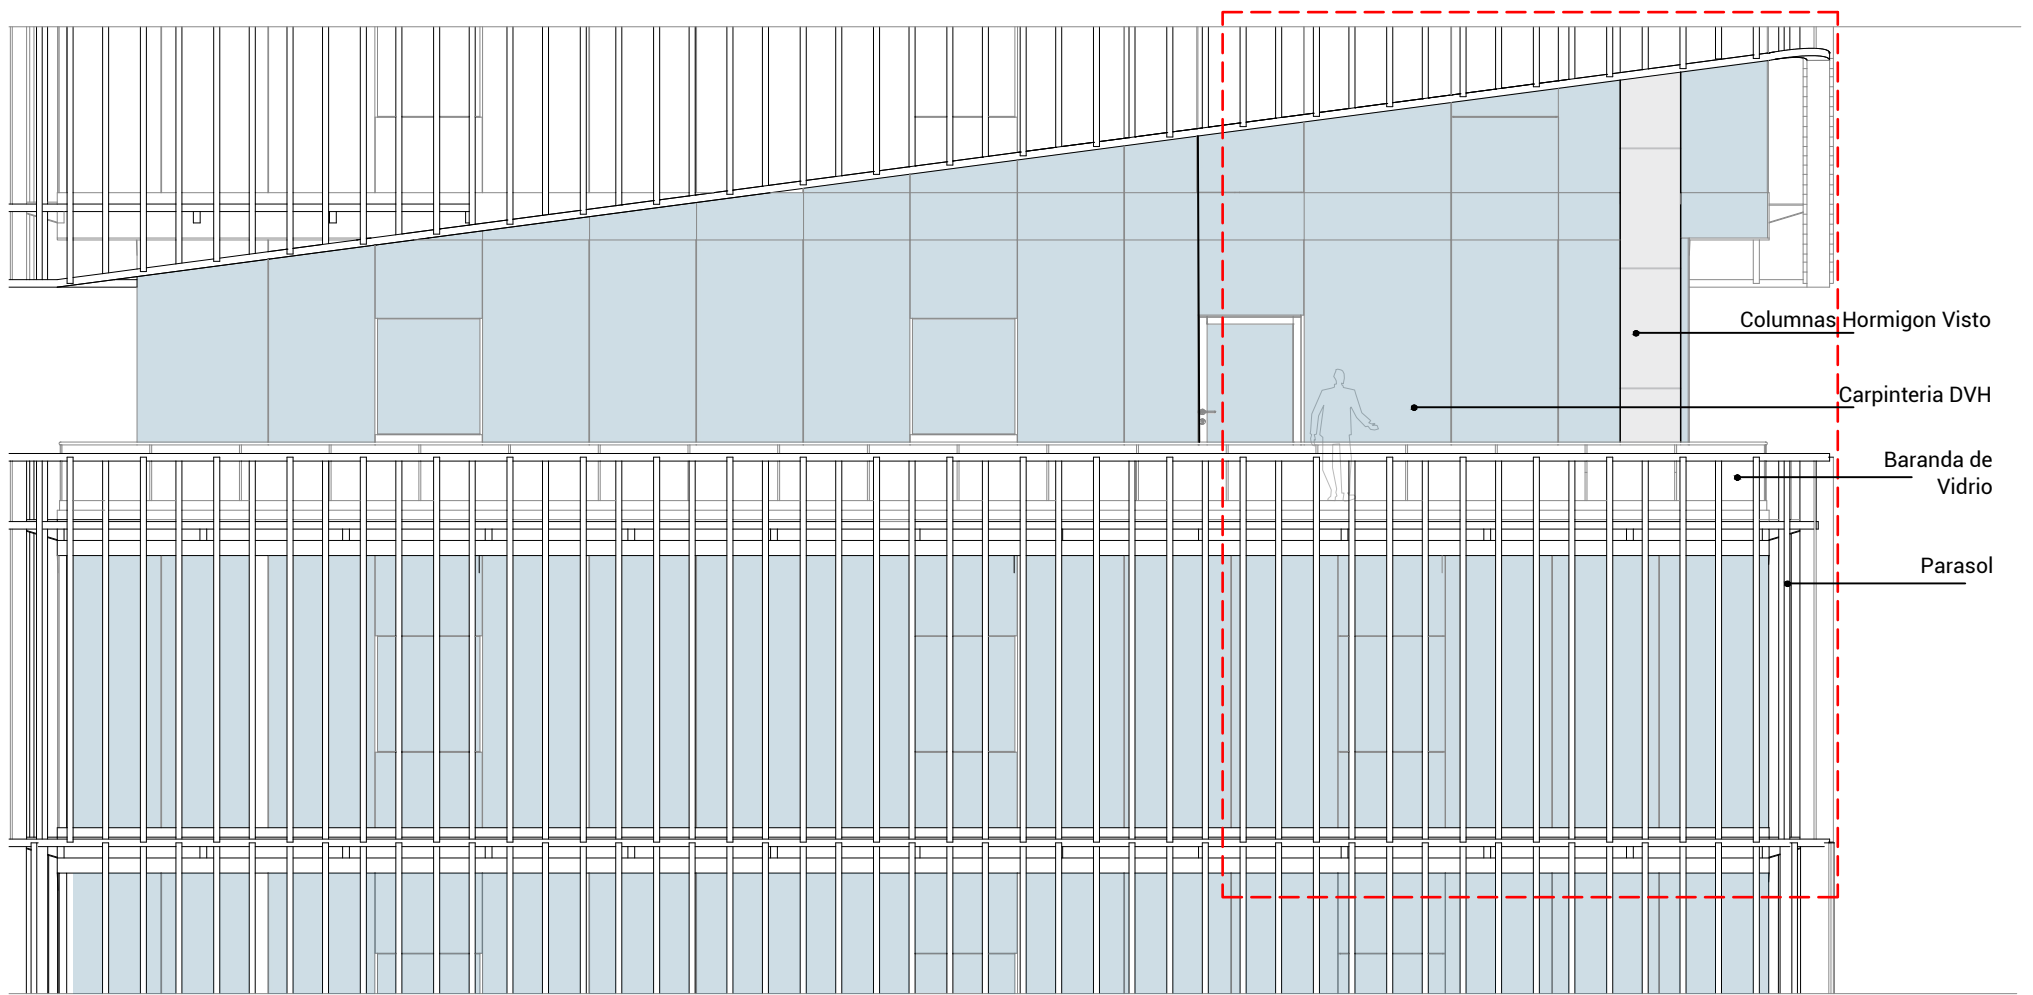 Columnas Hormigon Visto
Carpinteria DVH
Baranda de
Vidrio
Parasol